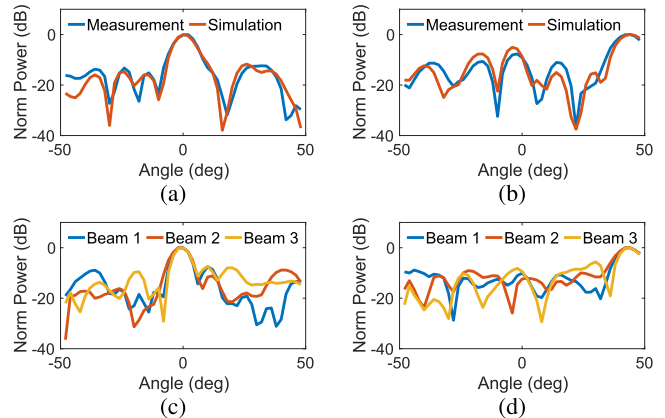 Norm Power (dB)
0
-20
-40
Measurement Simulation
-50 0 50
Angle (deg)
(a)
Norm Power (dB)
0
-20
-40
Measurement Simulation
-50 0 50
Angle (deg)
(b)
Norm Power (dB)
0
-20
-40
Beam 1 Beam 2 Beam 3
-50 0 50
Angle (deg)
(c)
Norm Power (dB)
0
-20
-40
Beam 1 Beam 2 Beam 3
-50 0 50
Angle (deg)
(d)